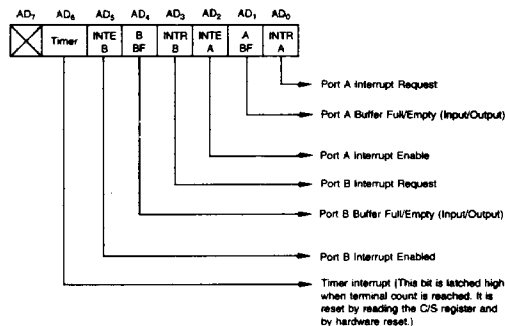 AD₇ AD₆ AD₅ AD₄ AD₃ AD₂ AD₁ AD₀
Timer INTE B B BF INTR B INTE A A BF INTR A
Port A Interrupt Request
Port A Buffer Full/Empty (Input/Output)
Port A Interrupt Enable
Port B Interrupt Request
Port B Buffer Full/Empty (Input/Output)
Port B Interrupt Enabled
Timer interrupt (This bit is latched high
when terminal count is reached. It is
reset by reading the C/S register and
by hardware reset.)